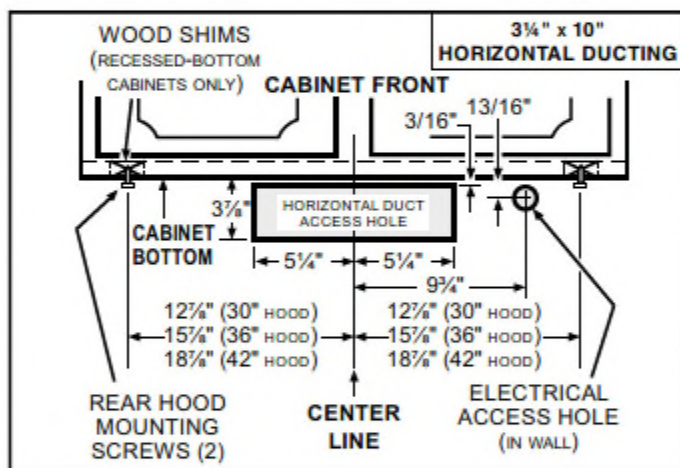 3¼" x 10"
HORIZONTAL DUCTING
WOOD SHIMS
(RECESSED-BOTTOM
CABINETS ONLY)
CABINET FRONT
3/16"
13/16"
3⅞"
HORIZONTAL DUCT
ACCESS HOLE
CABINET
BOTTOM
5¼"
5¼"
9¾"
12⅞" (30" HOOD)
15⅞" (36" HOOD)
18⅞" (42" HOOD)
12⅞" (30" HOOD)
15⅞" (36" HOOD)
18⅞" (42" HOOD)
REAR HOOD
MOUNTING
SCREWS (2)
CENTER
LINE
ELECTRICAL
ACCESS HOLE
(IN WALL)